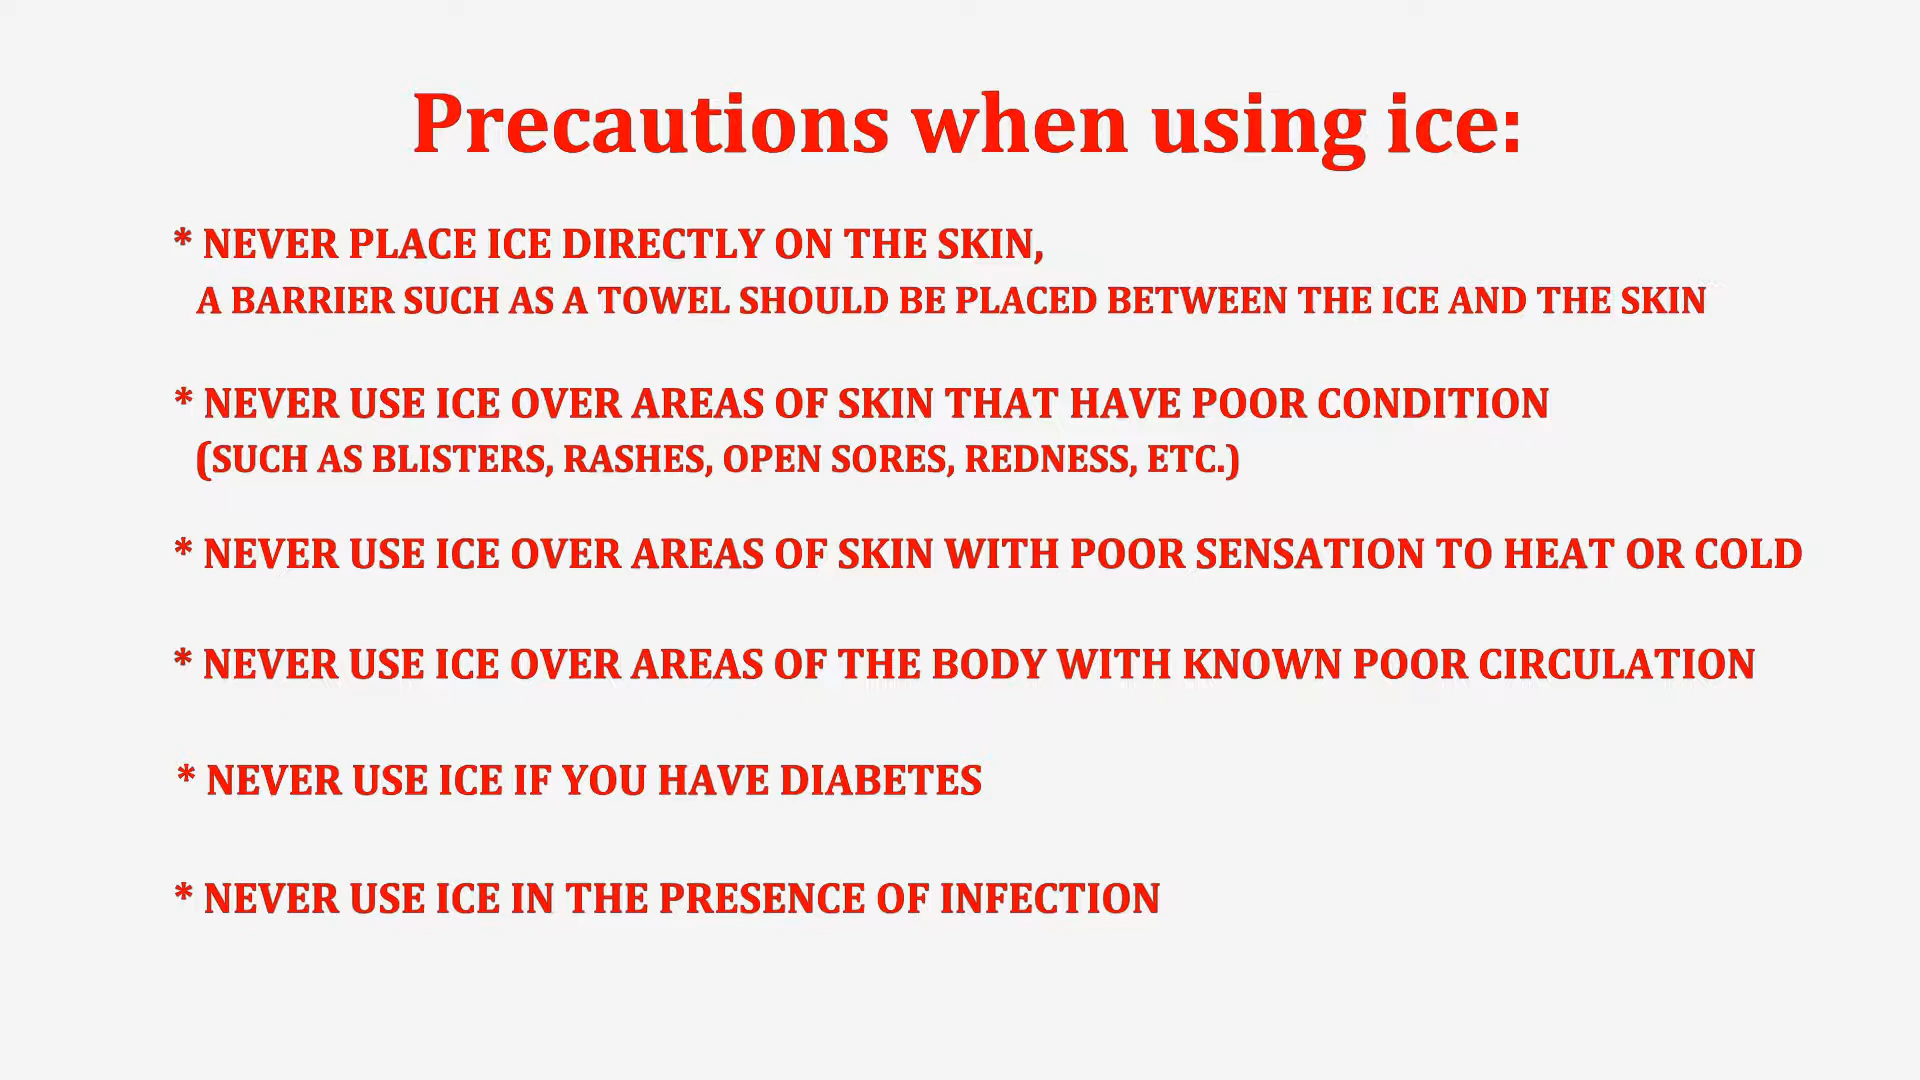 Precautions when using ice:
* NEVER PLACE ICE DIRECTLY ON THE SKIN,
A BARRIER SUCH AS A TOWEL SHOULD BE PLACED BETWEEN THE ICE AND THE SKIN
* NEVER USE ICE OVER AREAS OF SKIN THAT HAVE POOR CONDITION
(SUCH AS BLISTERS, RASHES, OPEN SORES, REDNESS, ETC.)
* NEVER USE ICE OVER AREAS OF SKIN WITH POOR SENSATION TO HEAT OR COLD
* NEVER USE ICE OVER AREAS OF THE BODY WITH KNOWN POOR CIRCULATION
* NEVER USE ICE IF YOU HAVE DIABETES
* NEVER USE ICE IN THE PRESENCE OF INFECTION